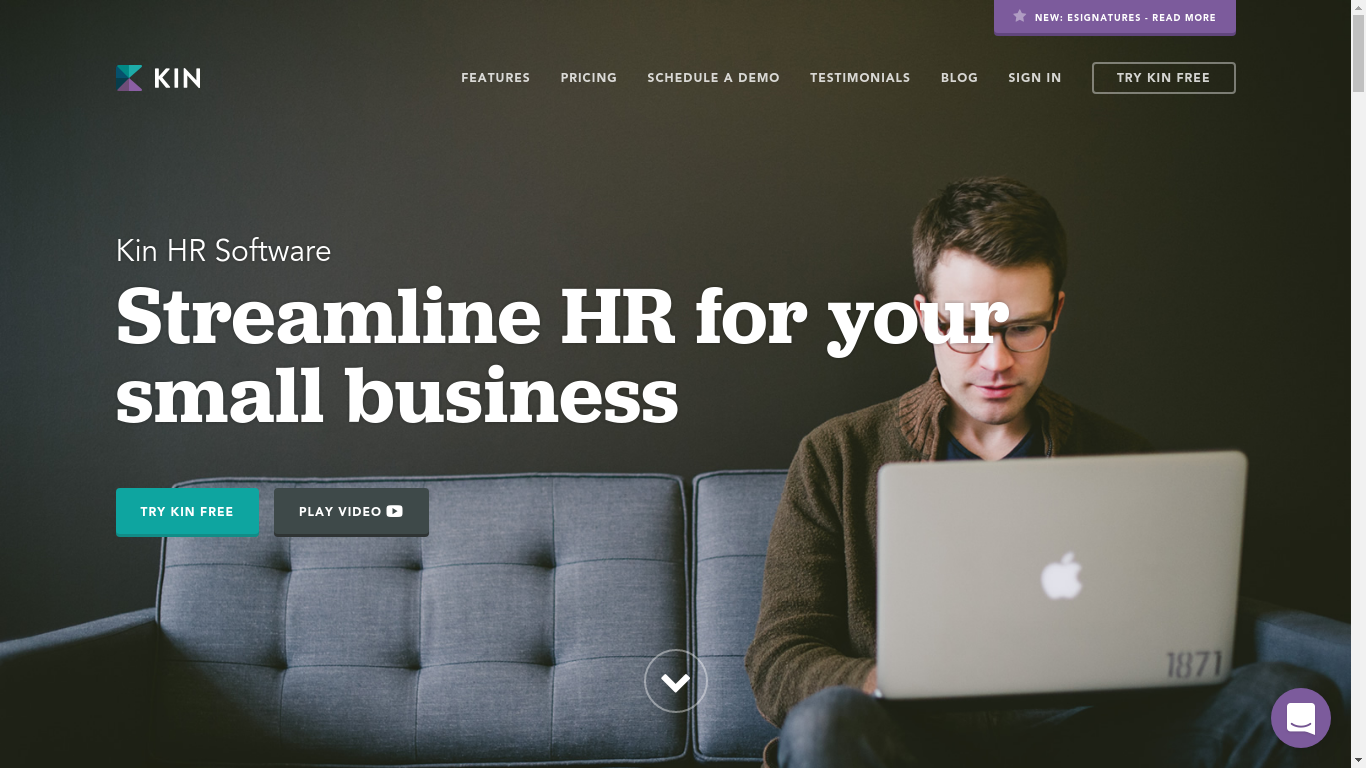 NEW: ESIGNATURES - READ MORE
KIN
FEATURES
PRICING
SCHEDULE A DEMO
TESTIMONIALS
BLOG
SIGN IN
TRY KIN FREE
Kin HR Software
Streamline HR for your
small business
TRY KIN FREE
PLAY VIDEO
1871